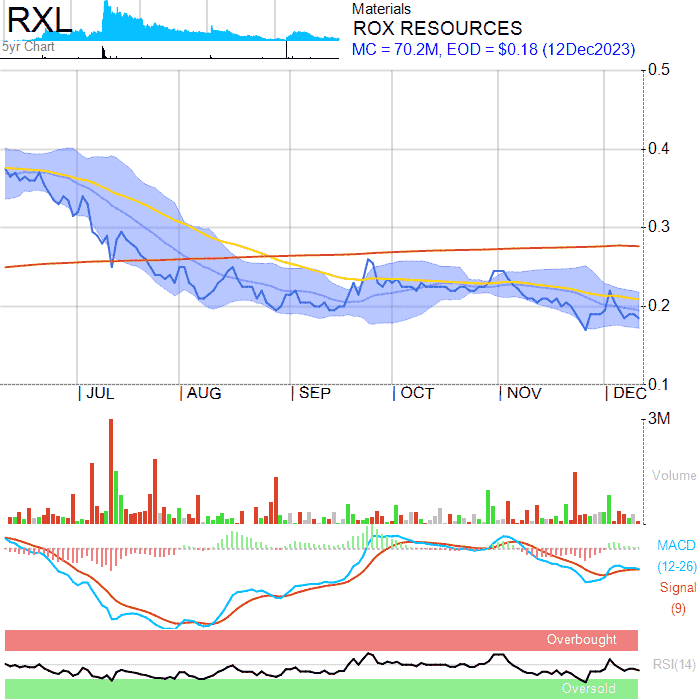 RXL
5yr Chart
Materials
ROX RESOURCES
MC = 70.2M, EOD = $0.18 (12Dec2023)
0.5
0.4
0.3
0.2
0.1
JUL AUG SEP OCT NOV DEC
3M
Volume
MACD
(12-26)
Signal
(9)
Overbought
RSI(14)
Oversold